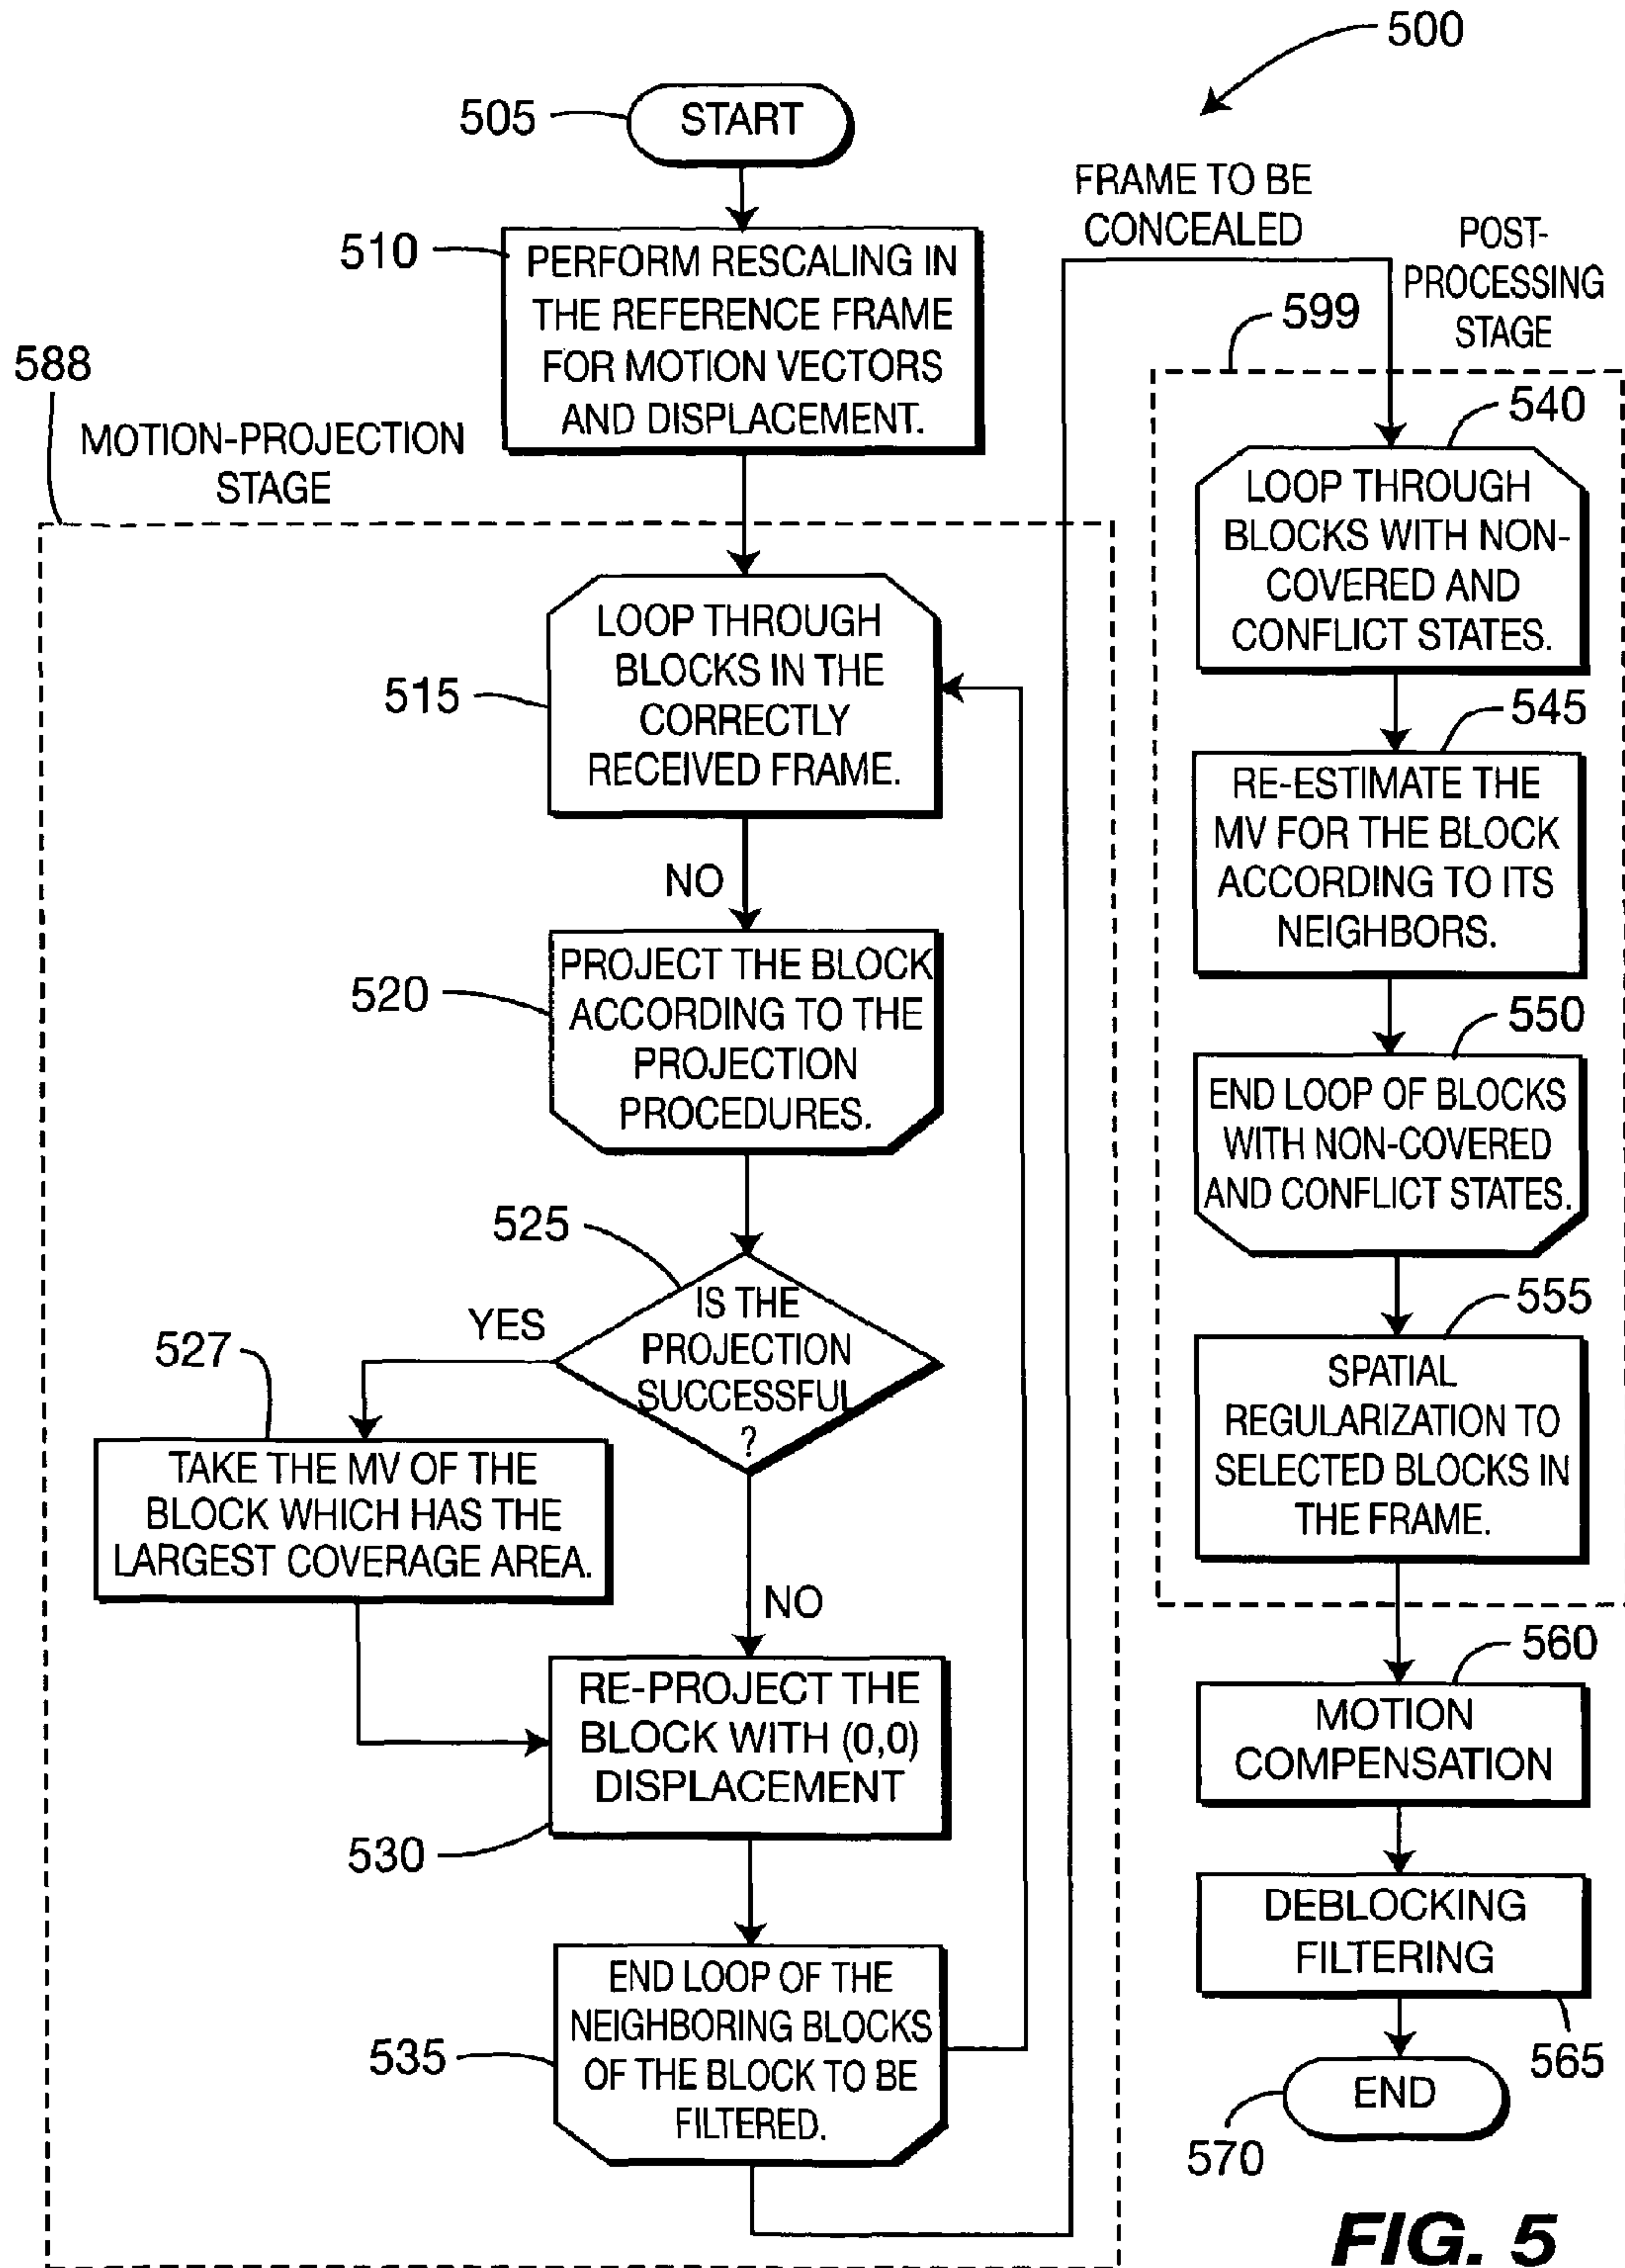 500
505
START
510
PERFORM RESCALING IN
THE REFERENCE FRAME
FOR MOTION VECTORS
AND DISPLACEMENT.
588
MOTION-PROJECTION
STAGE
515
LOOP THROUGH
BLOCKS IN THE
CORRECTLY
RECEIVED FRAME.
NO
520
PROJECT THE BLOCK
ACCORDING TO THE
PROJECTION
PROCEDURES.
525
IS THE
PROJECTION
SUCCESSFUL
?
YES
527
TAKE THE MV OF THE
BLOCK WHICH HAS THE
LARGEST COVERAGE AREA.
NO
RE-PROJECT THE
BLOCK WITH (0,0)
DISPLACEMENT
530
535
END LOOP OF THE
NEIGHBORING BLOCKS
OF THE BLOCK TO BE
FILTERED.
FRAME TO BE
CONCEALED
POST-
PROCESSING
STAGE
599
540
LOOP THROUGH
BLOCKS WITH NON-
COVERED AND
CONFLICT STATES.
545
RE-ESTIMATE THE
MV FOR THE BLOCK
ACCORDING TO ITS
NEIGHBORS.
550
END LOOP OF BLOCKS
WITH NON-COVERED
AND CONFLICT STATES.
555
SPATIAL
REGULARIZATION TO
SELECTED BLOCKS IN
THE FRAME.
560
MOTION
COMPENSATION
DEBLOCKING
FILTERING
565
END
570
FIG. 5